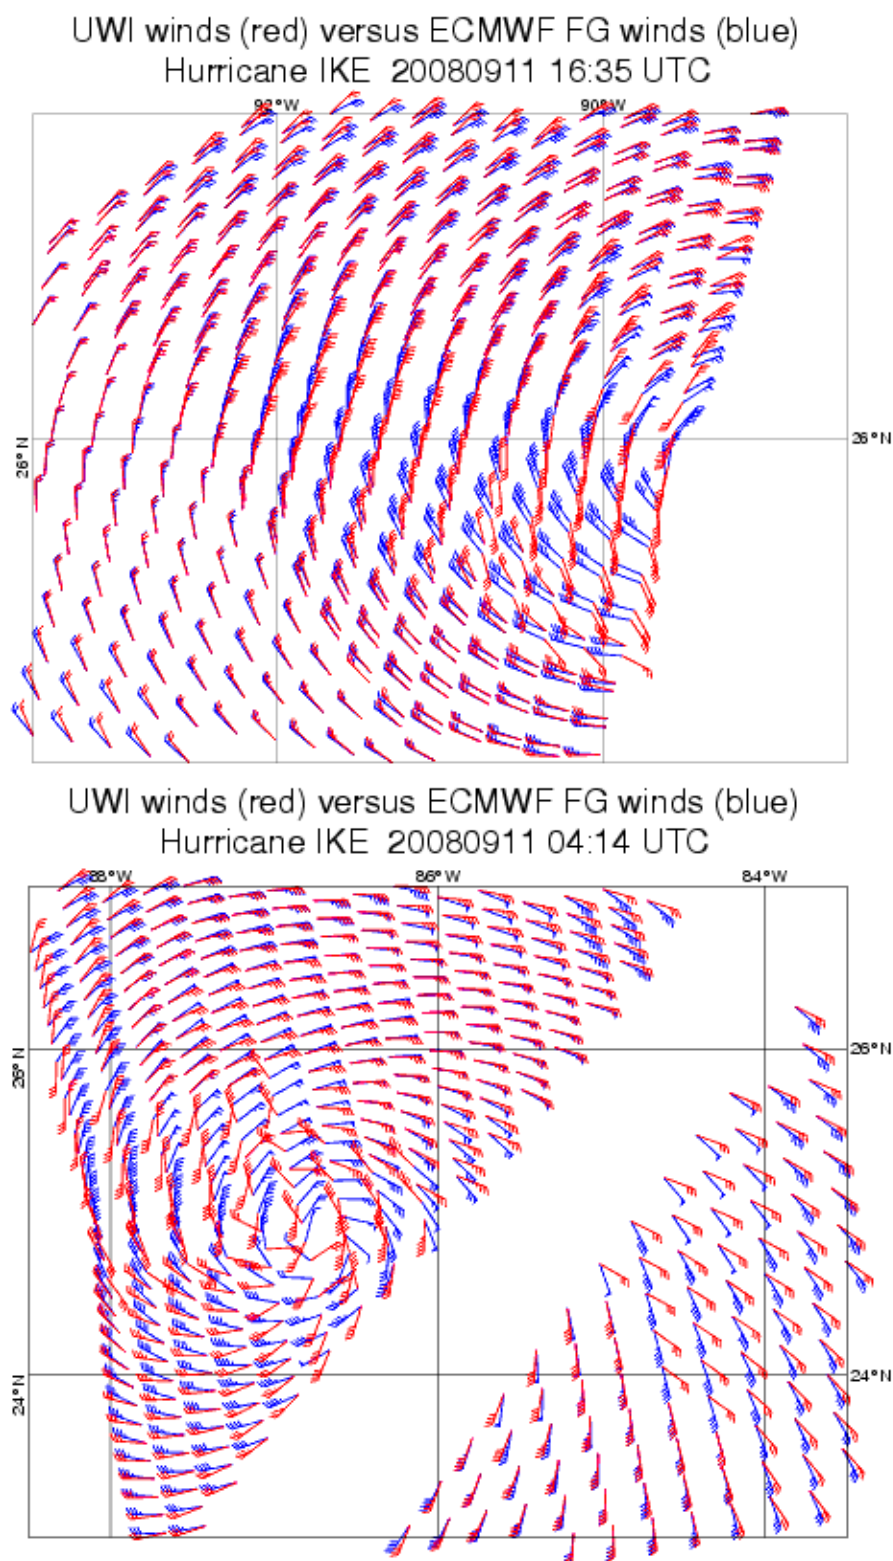 UWI winds (red) versus ECMWF FG winds (blue)
Hurricane IKE 20080911 16:35 UTC
92°W 90°W
26°N 26°N
UWI winds (red) versus ECMWF FG winds (blue)
Hurricane IKE 20080911 04:14 UTC
88°W 86°W 84°W
26°N 26°N
24°N 24°N